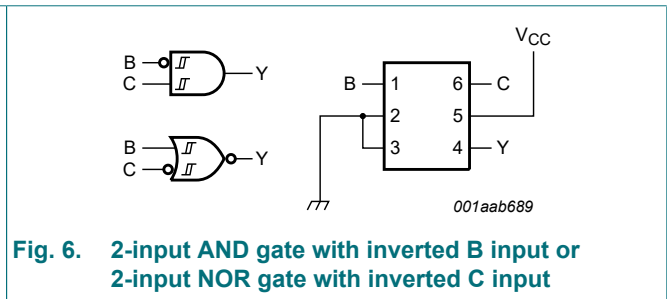 B
C
Y
B
C
Y
VCC
B 1 6 C
2 5
3 4 Y
001aab689
Fig. 6. 2-input AND gate with inverted B input or
2-input NOR gate with inverted C input